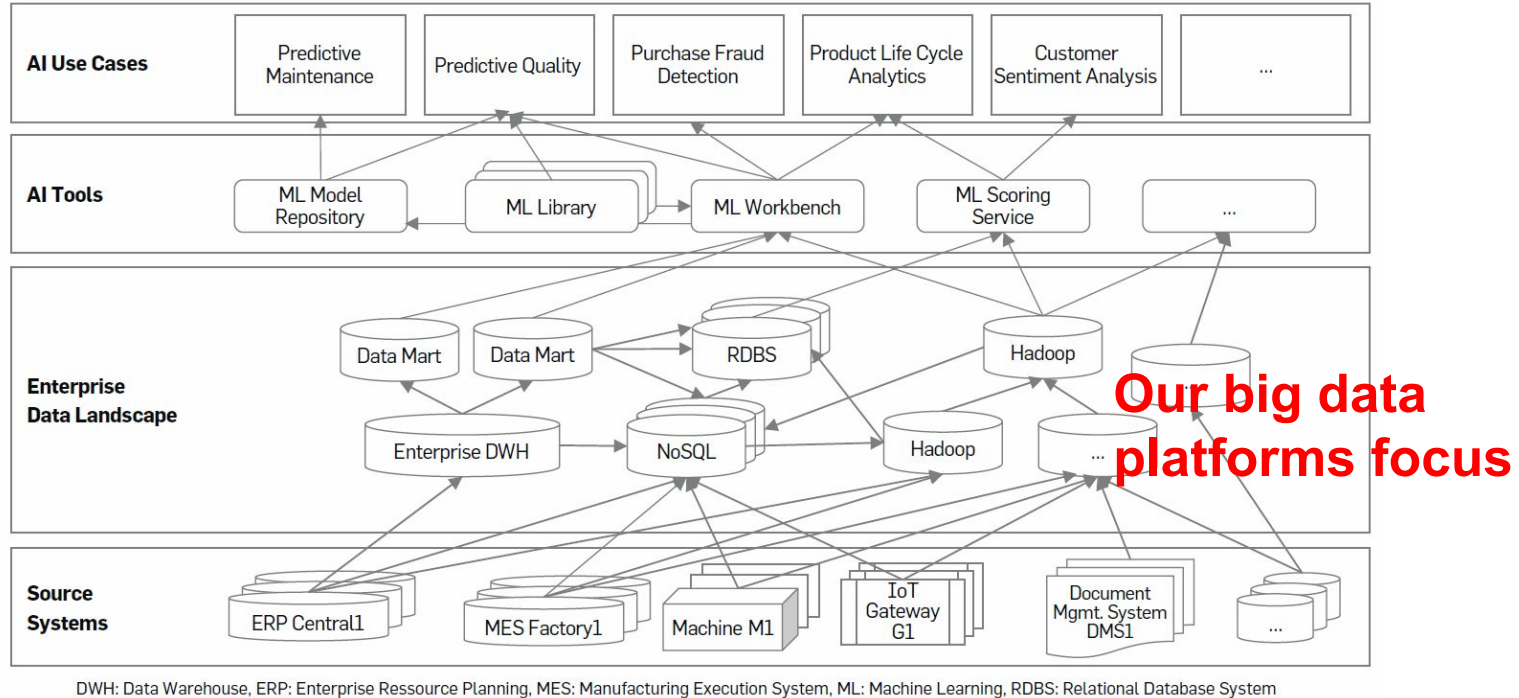 AI Use Cases
Predictive
Maintenance
Predictive Quality
Purchase Fraud
Detection
Product Life Cycle
Analytics
Customer
Sentiment Analysis
...
AI Tools
ML Model
Repository
ML Library
ML Workbench
ML Scoring
Service
...
Enterprise
Data Landscape
Data Mart
Data Mart
RDBS
Hadoop
...
Enterprise DWH
NoSQL
Hadoop
...
Our big data
platforms focus
Source
Systems
ERP Central1
MES Factory1
Machine M1
IoT
Gateway
G1
Document
Mgmt. System
DMS1
...
DWH: Data Warehouse, ERP: Enterprise Ressource Planning, MES: Manufacturing Execution System, ML: Machine Learning, RDBS: Relational Database System